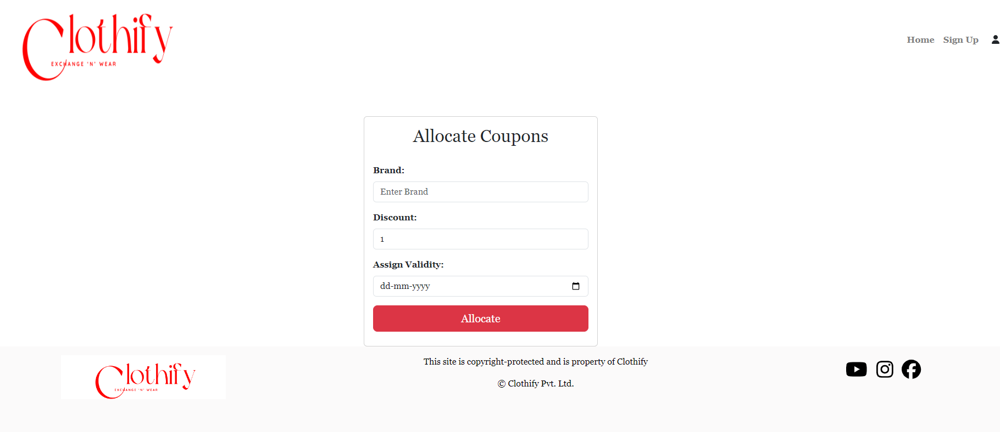 Clothify
EXCHANGE 'N' WEAR
Home Sign Up
Allocate Coupons
Brand:
Enter Brand
Discount:
1
Assign Validity:
dd-mm-yyyy
Allocate
Clothify
EXCHANGE 'N' WEAR
This site is copyright-protected and is property of Clothify
© Clothify Pvt. Ltd.